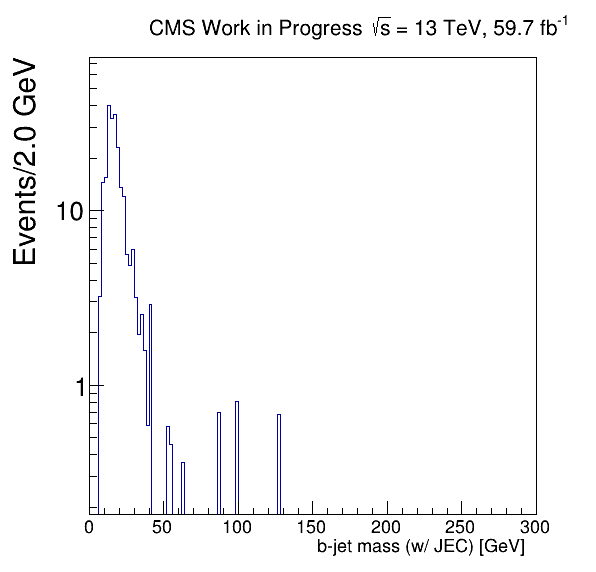 CMS Work in Progress √s = 13 TeV, 59.7 fb⁻¹
Events/2.0 GeV
10
1
0 50 100 150 200 250 300
b-jet mass (w/ JEC) [GeV]